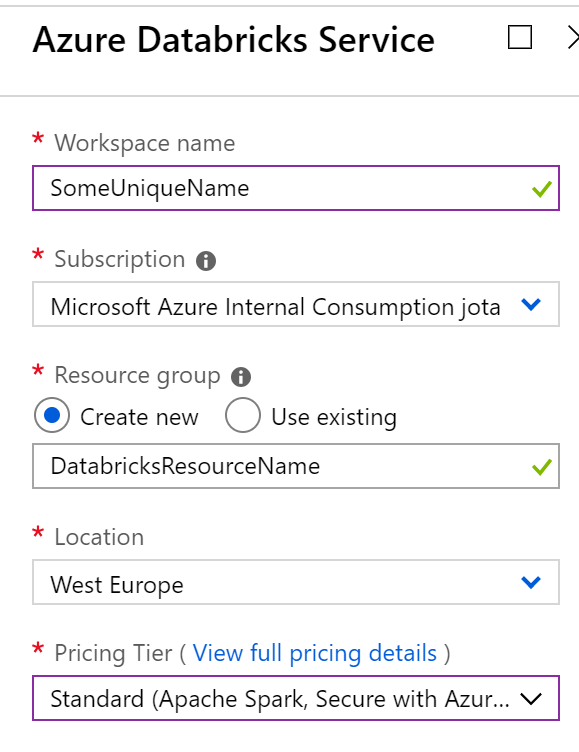 Azure Databricks Service
* Workspace name
SomeUniqueName
* Subscription
Microsoft Azure Internal Consumption jota
* Resource group
Create new Use existing
DatabricksResourceName
* Location
West Europe
* Pricing Tier ( View full pricing details )
Standard (Apache Spark, Secure with Azur...